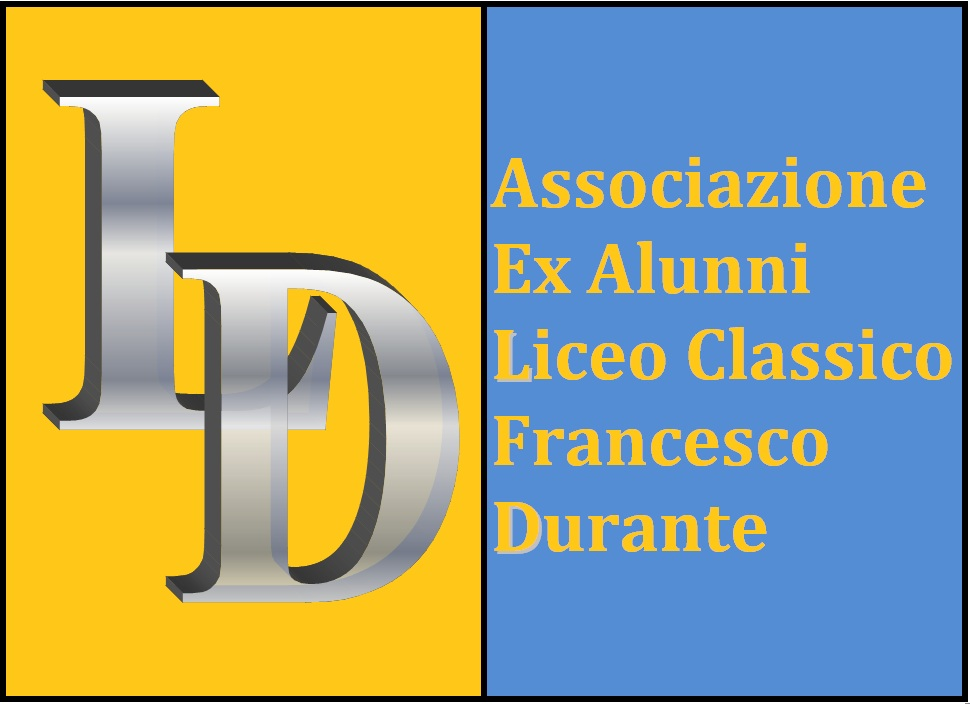 LD
Associazione
Ex Alunni
Liceo Classico
Francesco
Durante